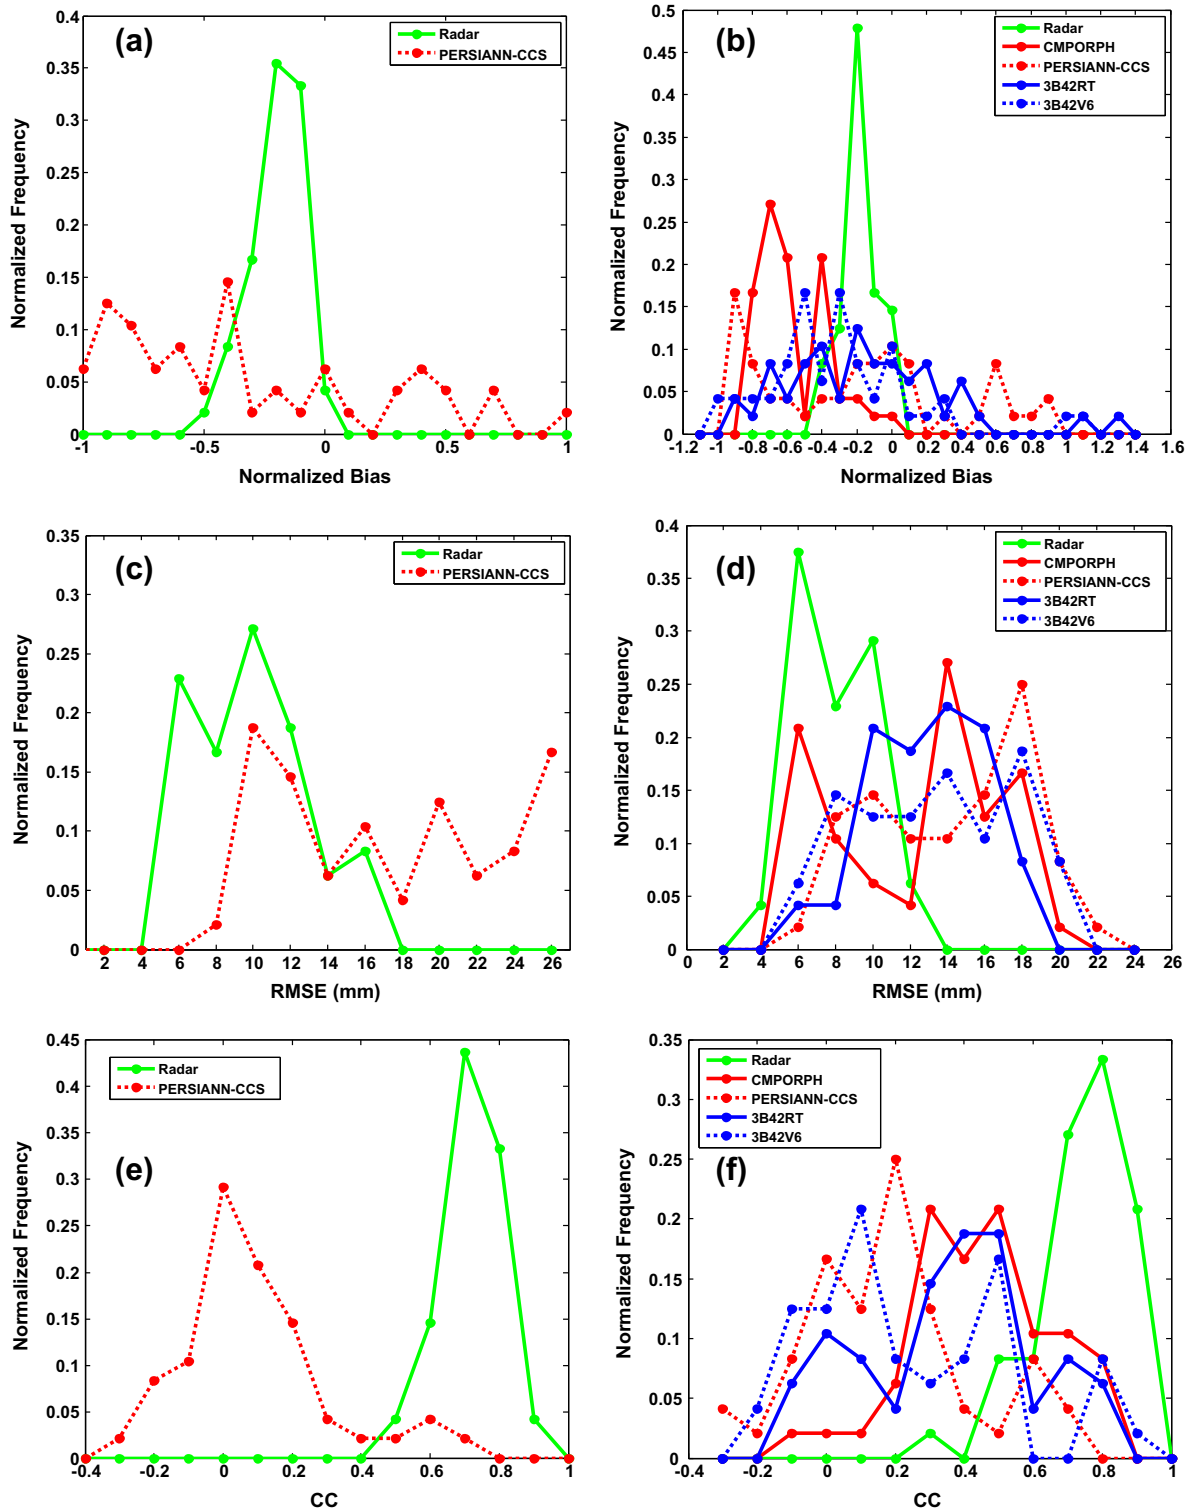 (a)
Radar
PERSIANN-CCS
Normalized Frequency
0.4
0.35
0.3
0.25
0.2
0.15
0.1
0.05
0
-1
-0.5
0
0.5
1
Normalized Bias
(b)
Radar
CMPORPH
PERSIANN-CCS
3B42RT
3B42V6
Normalized Frequency
0.5
0.45
0.4
0.35
0.3
0.25
0.2
0.15
0.1
0.05
0
-1.2 -1 -0.8 -0.6 -0.4 -0.2 0 0.2 0.4 0.6 0.8 1 1.2 1.4 1.6
Normalized Bias
(c)
Radar
PERSIANN-CCS
Normalized Frequency
0.35
0.3
0.25
0.2
0.15
0.1
0.05
0
2 4 6 8 10 12 14 16 18 20 22 24 26
RMSE (mm)
(d)
Radar
CMPORPH
PERSIANN-CCS
3B42RT
3B42V6
Normalized Frequency
0.4
0.35
0.3
0.25
0.2
0.15
0.1
0.05
0
0 2 4 6 8 10 12 14 16 18 20 22 24 26
RMSE (mm)
(e)
Radar
PERSIANN-CCS
Normalized Frequency
0.45
0.4
0.35
0.3
0.25
0.2
0.15
0.1
0.05
0
-0.4 -0.2 0 0.2 0.4 0.6 0.8 1
CC
(f)
Radar
CMPORPH
PERSIANN-CCS
3B42RT
3B42V6
Normalized Frequency
0.35
0.3
0.25
0.2
0.15
0.1
0.05
0
-0.4 -0.2 0 0.2 0.4 0.6 0.8 1
CC